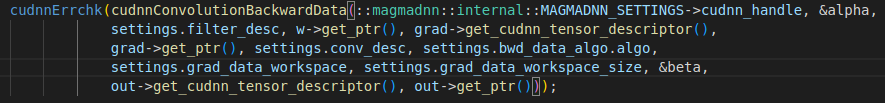 cudnnErrchk(cudnnConvolutionBackwardData(::magmadnn::internal::MAGMADNN_SETTINGS->cudnn_handle, &alpha,
settings.filter_desc, w->get_ptr(), grad->get_cudnn_tensor_descriptor(),
grad->get_ptr(), settings.conv_desc, settings.bwd_data_algo.algo,
settings.grad_data_workspace, settings.grad_data_workspace_size, &beta,
out->get_cudnn_tensor_descriptor(), out->get_ptr()));